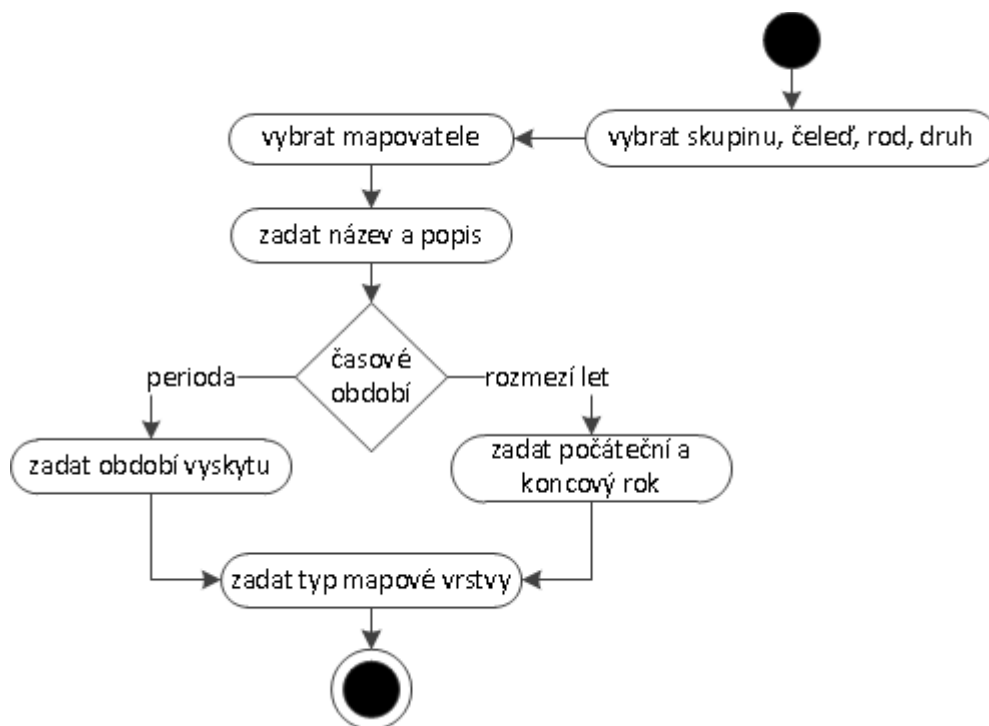 vybrat skupinu, čeleď, rod, druh
vybrat mapovatele
zadat název a popis
časové
období
perioda
rozmezí let
zadat období vyskytu
zadat počáteční a
koncový rok
zadat typ mapové vrstvy